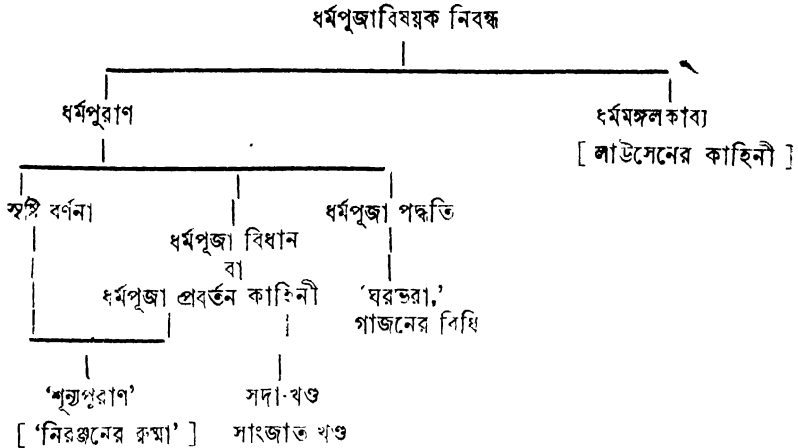 ধর্মপূজাবিষয়ক নিবন্ধ
ধর্মপুরাণ
ধর্মমঙ্গলকাব্য
[ লাউসেনের কাহিনী ]
সৃষ্টি বর্ণনা
ধর্মপূজা বিধান
বা
ধর্মপূজা প্রবর্তন কাহিনী
ধর্মপূজা পদ্ধতি
'ঘরভরা,'
গাজনের বিধি
'শূন্যপুরাণ'
[ 'নিরঞ্জনের রুষ্মা' ]
সদা-খণ্ড
সাংজাত খণ্ড